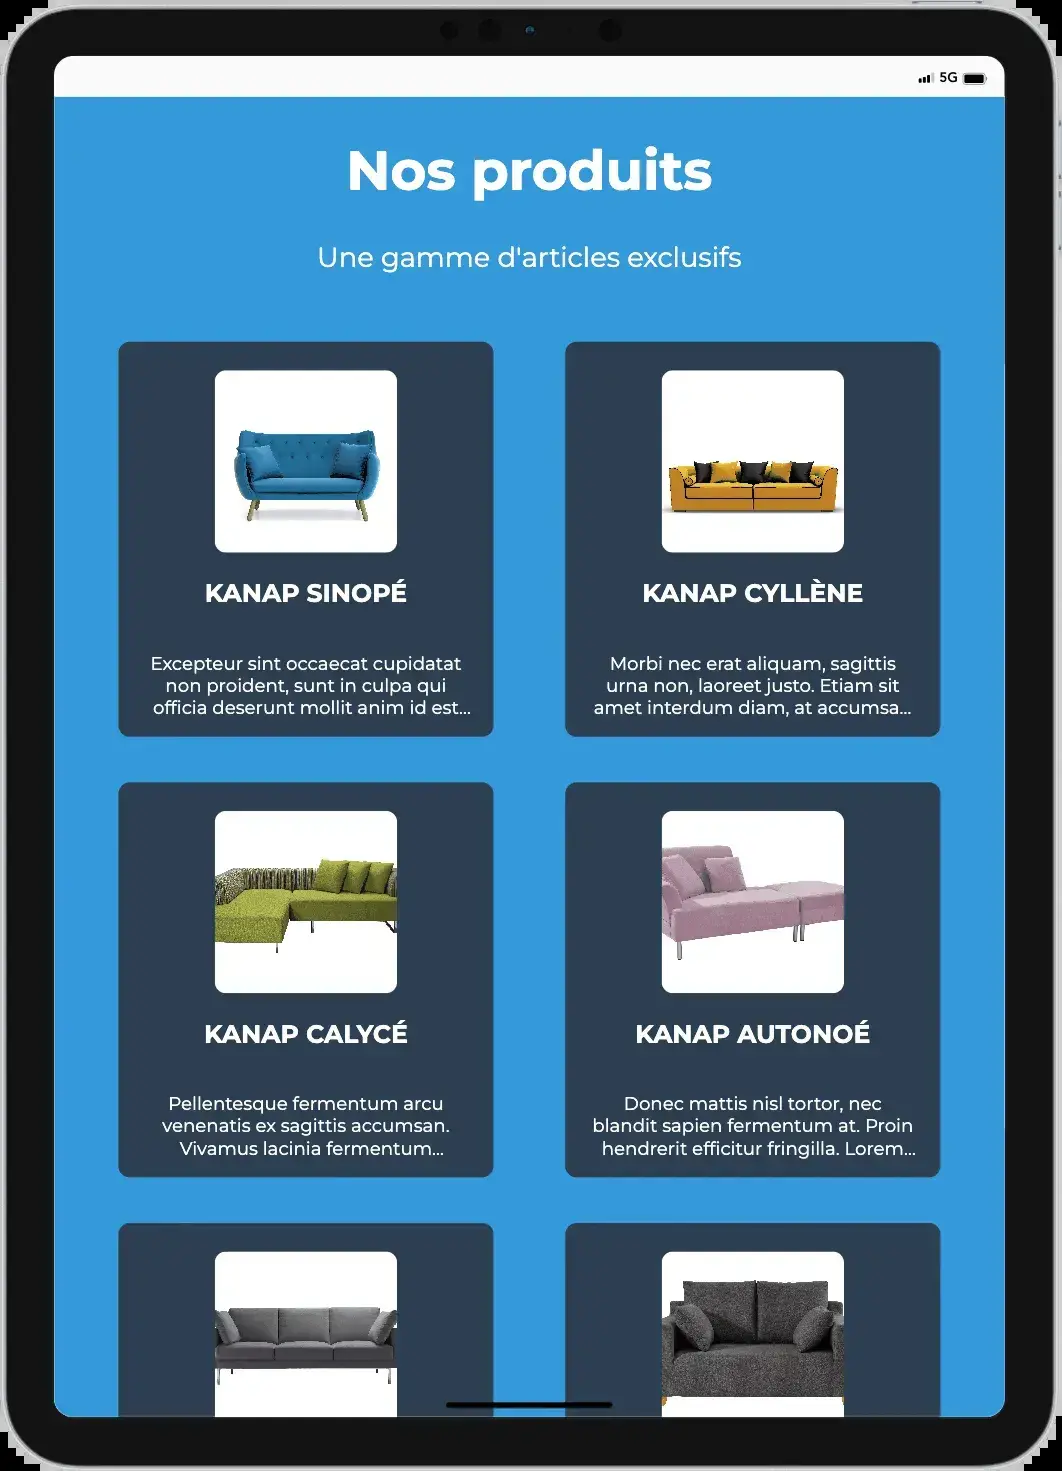 5G
Nos produits
Une gamme d'articles exclusifs
KANAP SINOPÉ
Excepteur sint occaecat cupidatat
non proident, sunt in culpa qui
officia deserunt mollit anim id est...
KANAP CYLLÈNE
Morbi nec erat aliquam, sagittis
urna non, laoreet justo. Etiam sit
amet interdum diam, at accumsa...
KANAP CALYCÉ
Pellentesque fermentum arcu
venenatis ex sagittis accumsan.
Vivamus lacinia fermentum...
KANAP AUTONOÉ
Donec mattis nisl tortor, nec
blandit sapien fermentum at. Proin
hendrerit efficitur fringilla. Lorem...